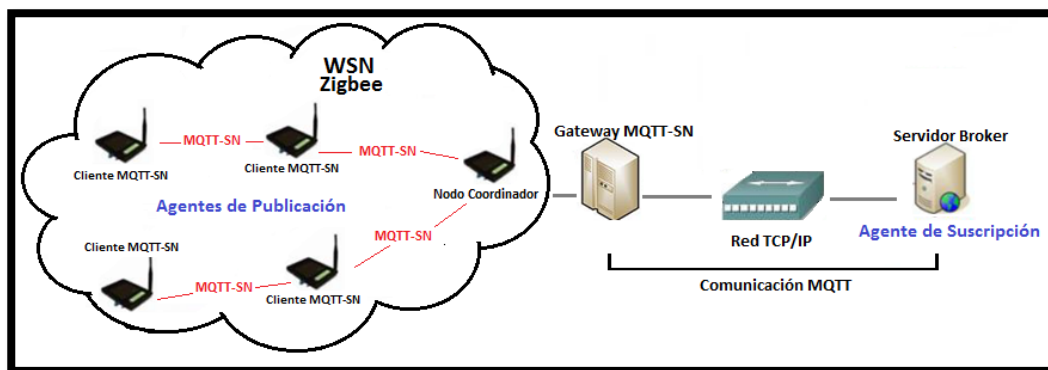 WSN
Zigbee
MQTT-SN
Cliente MQTT-SN
Cliente MQTT-SN
MQTT-SN
Nodo Coordinador
Agentes de Publicación
Cliente MQTT-SN
MQTT-SN
Cliente MQTT-SN
MQTT-SN
Gateway MQTT-SN
Red TCP/IP
Servidor Broker
Agente de Suscripción
Comunicación MQTT